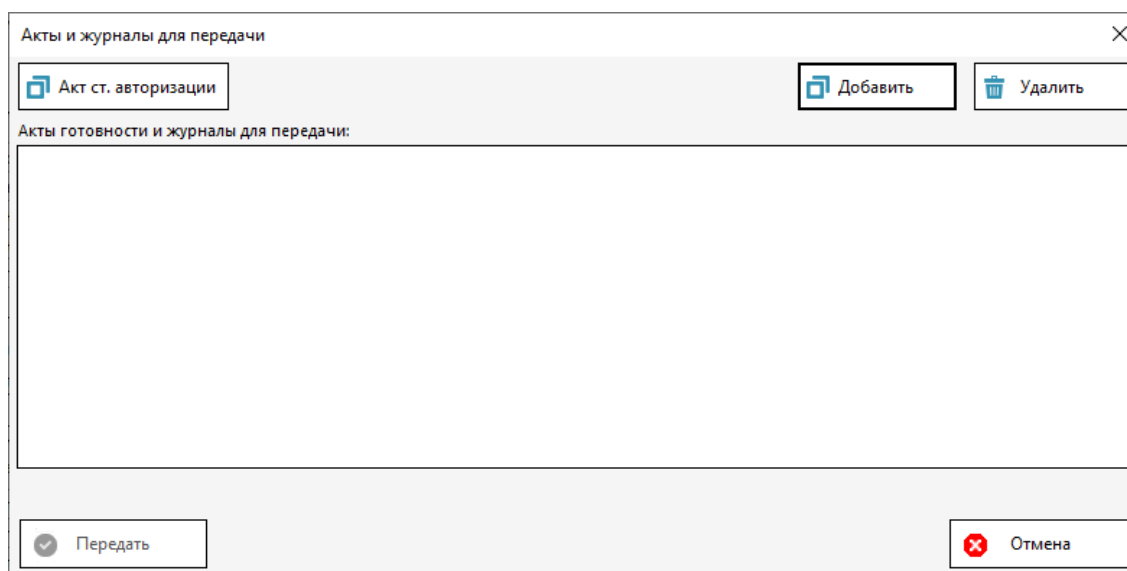 Акты и журналы для передачи
Акт ст. авторизации
Добавить
Удалить
Акты готовности и журналы для передачи:
Передать
Отмена